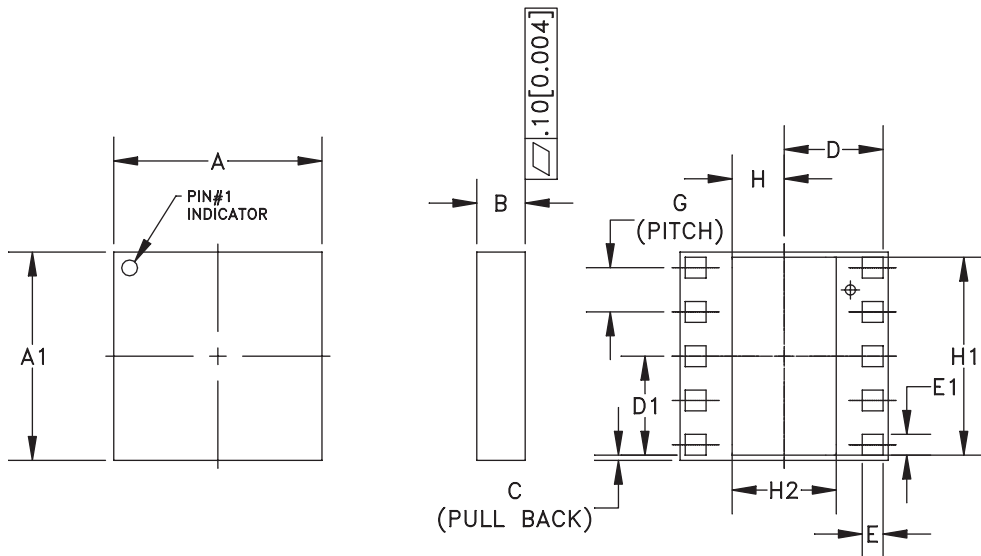 .10[0.004]
A
PIN#1
INDICATOR
A1
B
C
(PULL BACK)
D
H
G
(PITCH)
D1
H1
E1
H2
E